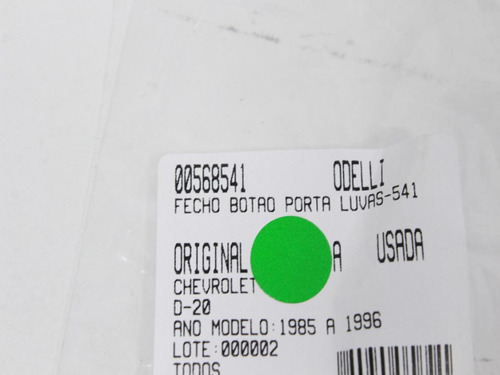 00568541 ODELLI
FECHO BOTAO PORTA LUVAS-541
ORIGINAL A USADA
CHEVROLET
D-20
ANO MODELO:1985 A 1996
LOTE:000002
TODOS